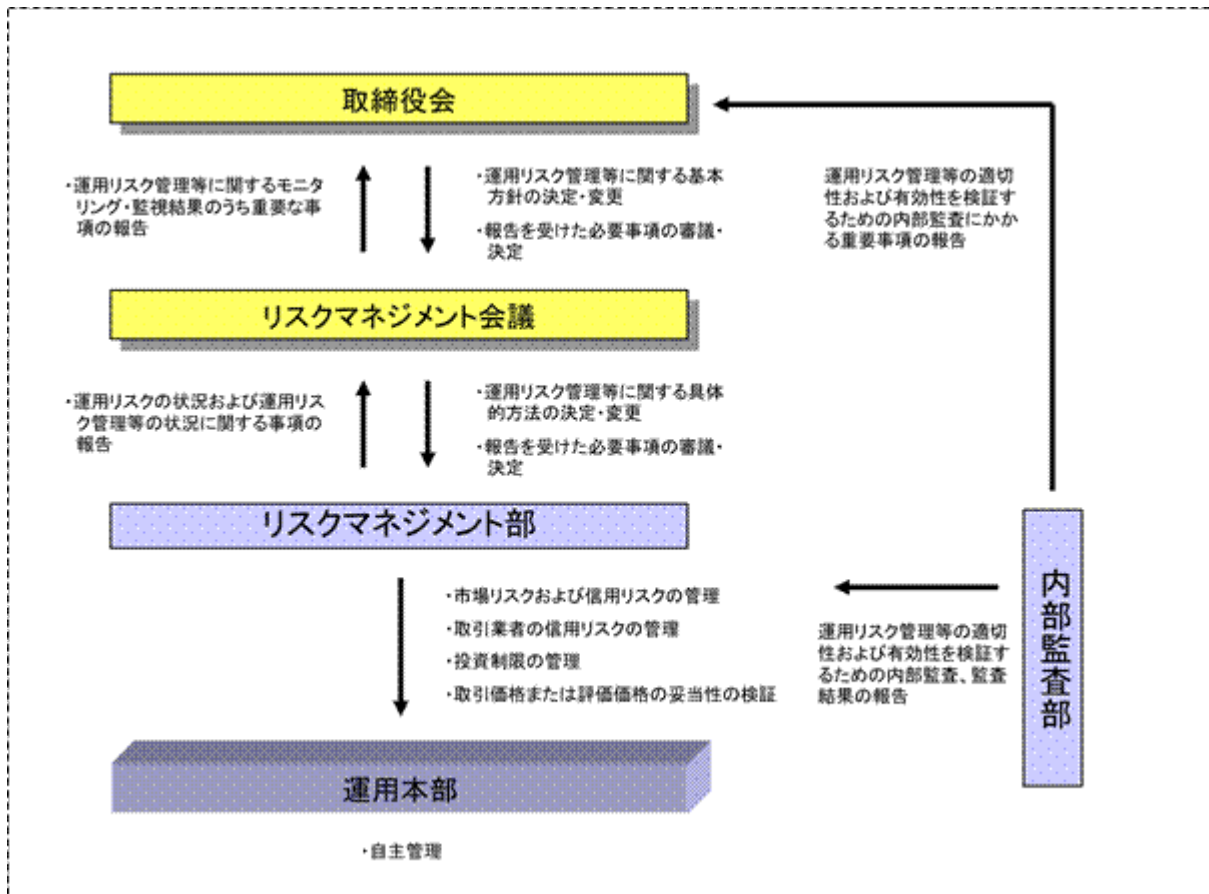 取締役会
・運用リスク管理等に関するモニタ
リング・監視結果のうち重要な事
項の報告
・運用リスク管理等に関する基本
方針の決定・変更
・報告を受けた必要事項の審議・
決定
運用リスク管理等の適切
性および有効性を検証す
るための内部監査にかか
る重要事項の報告
リスクマネジメント会議
・運用リスクの状況および運用リス
ク管理等の状況に関する事項の
報告
・運用リスク管理等に関する具体
的方法の決定・変更
・報告を受けた必要事項の審議・
決定
リスクマネジメント部
・市場リスクおよび信用リスクの管理
・取引業者の信用リスクの管理
・投資制限の管理
・取引価格または評価価格の妥当性の検証
運用リスク管理等の適切
性および有効性を検証す
るための内部監査、監査
結果の報告
内部監査部
運用本部
・自主管理